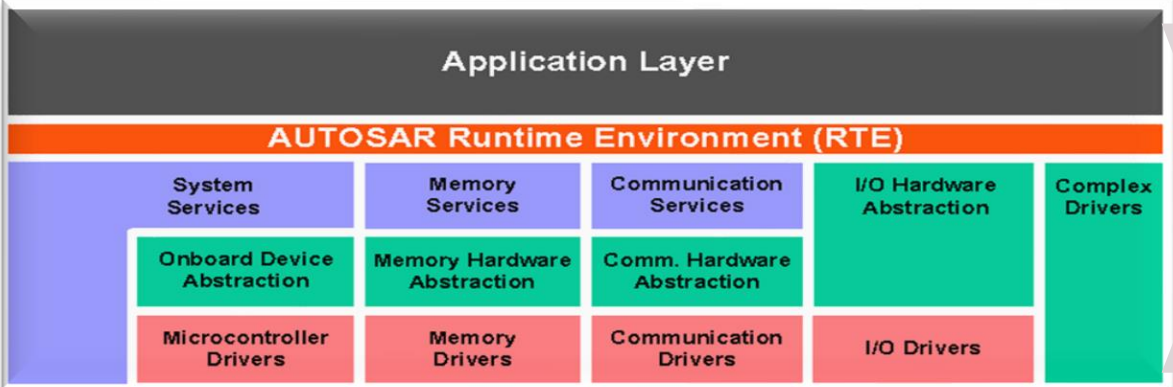 Application Layer
AUTOSAR Runtime Environment (RTE)
System
Services
Memory
Services
Communication
Services
I/O Hardware
Abstraction
Complex
Drivers
Onboard Device
Abstraction
Memory Hardware
Abstraction
Comm. Hardware
Abstraction
Microcontroller
Drivers
Memory
Drivers
Communication
Drivers
I/O Drivers